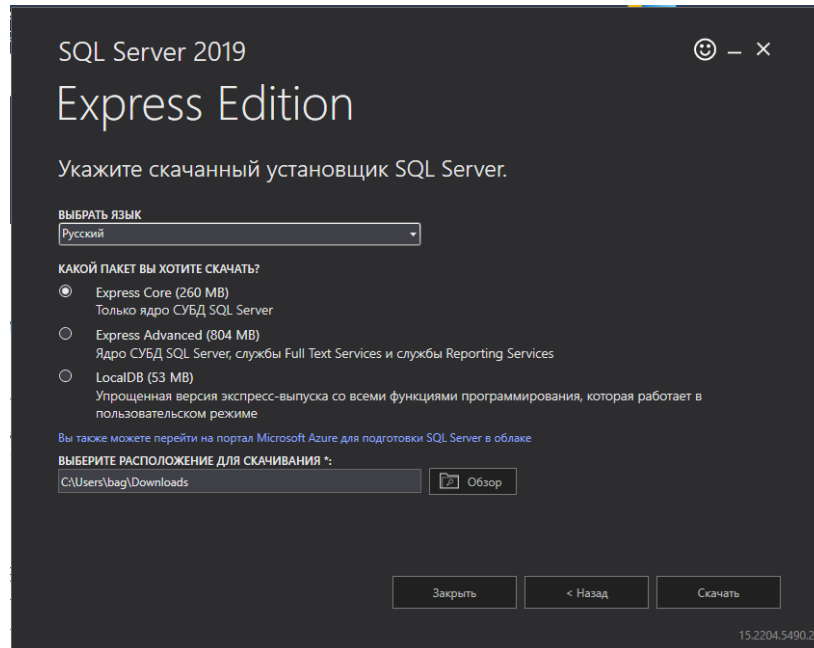 SQL Server 2019
Express Edition
Укажите скачанный установщик SQL Server.
ВЫБРАТЬ ЯЗЫК
Русский
КАКОЙ ПАКЕТ ВЫ ХОТИТЕ СКАЧАТЬ?
Express Core (260 MB)
Только ядро СУБД SQL Server
Express Advanced (804 MB)
Ядро СУБД SQL Server, службы Full Text Services и службы Reporting Services
LocalDB (53 MB)
Упрощенная версия экспресс-выпуска со всеми функциями программирования, которая работает в
пользовательском режиме
Вы также можете перейти на портал Microsoft Azure для подготовки SQL Server в облаке
ВЫБЕРИТЕ РАСПОЛОЖЕНИЕ ДЛЯ СКАЧИВАНИЯ *:
C:\Users\bag\Downloads
Обзор
Закрыть
< Назад
Скачать
15.2204.5490.2